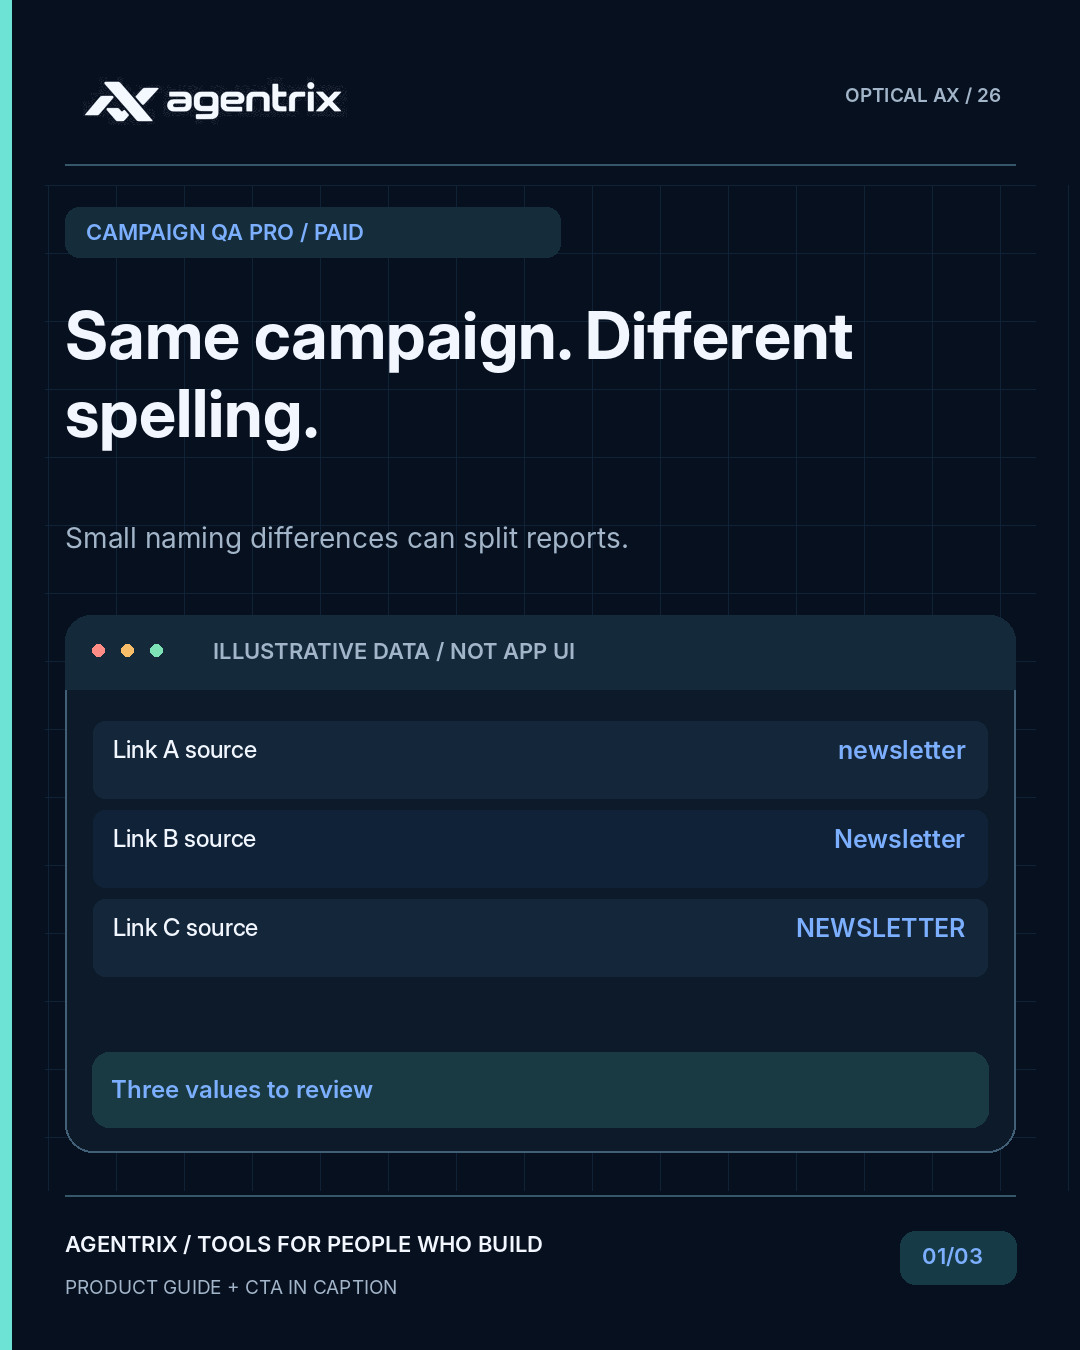 agentrix
OPTICAL AX / 26
CAMPAIGN QA PRO / PAID
Same campaign. Different
spelling.
Small naming differences can split reports.
ILLUSTRATIVE DATA / NOT APP UI
Link A source newsletter
Link B source Newsletter
Link C source NEWSLETTER
Three values to review
AGENTRIX / TOOLS FOR PEOPLE WHO BUILD
01/03
PRODUCT GUIDE + CTA IN CAPTION